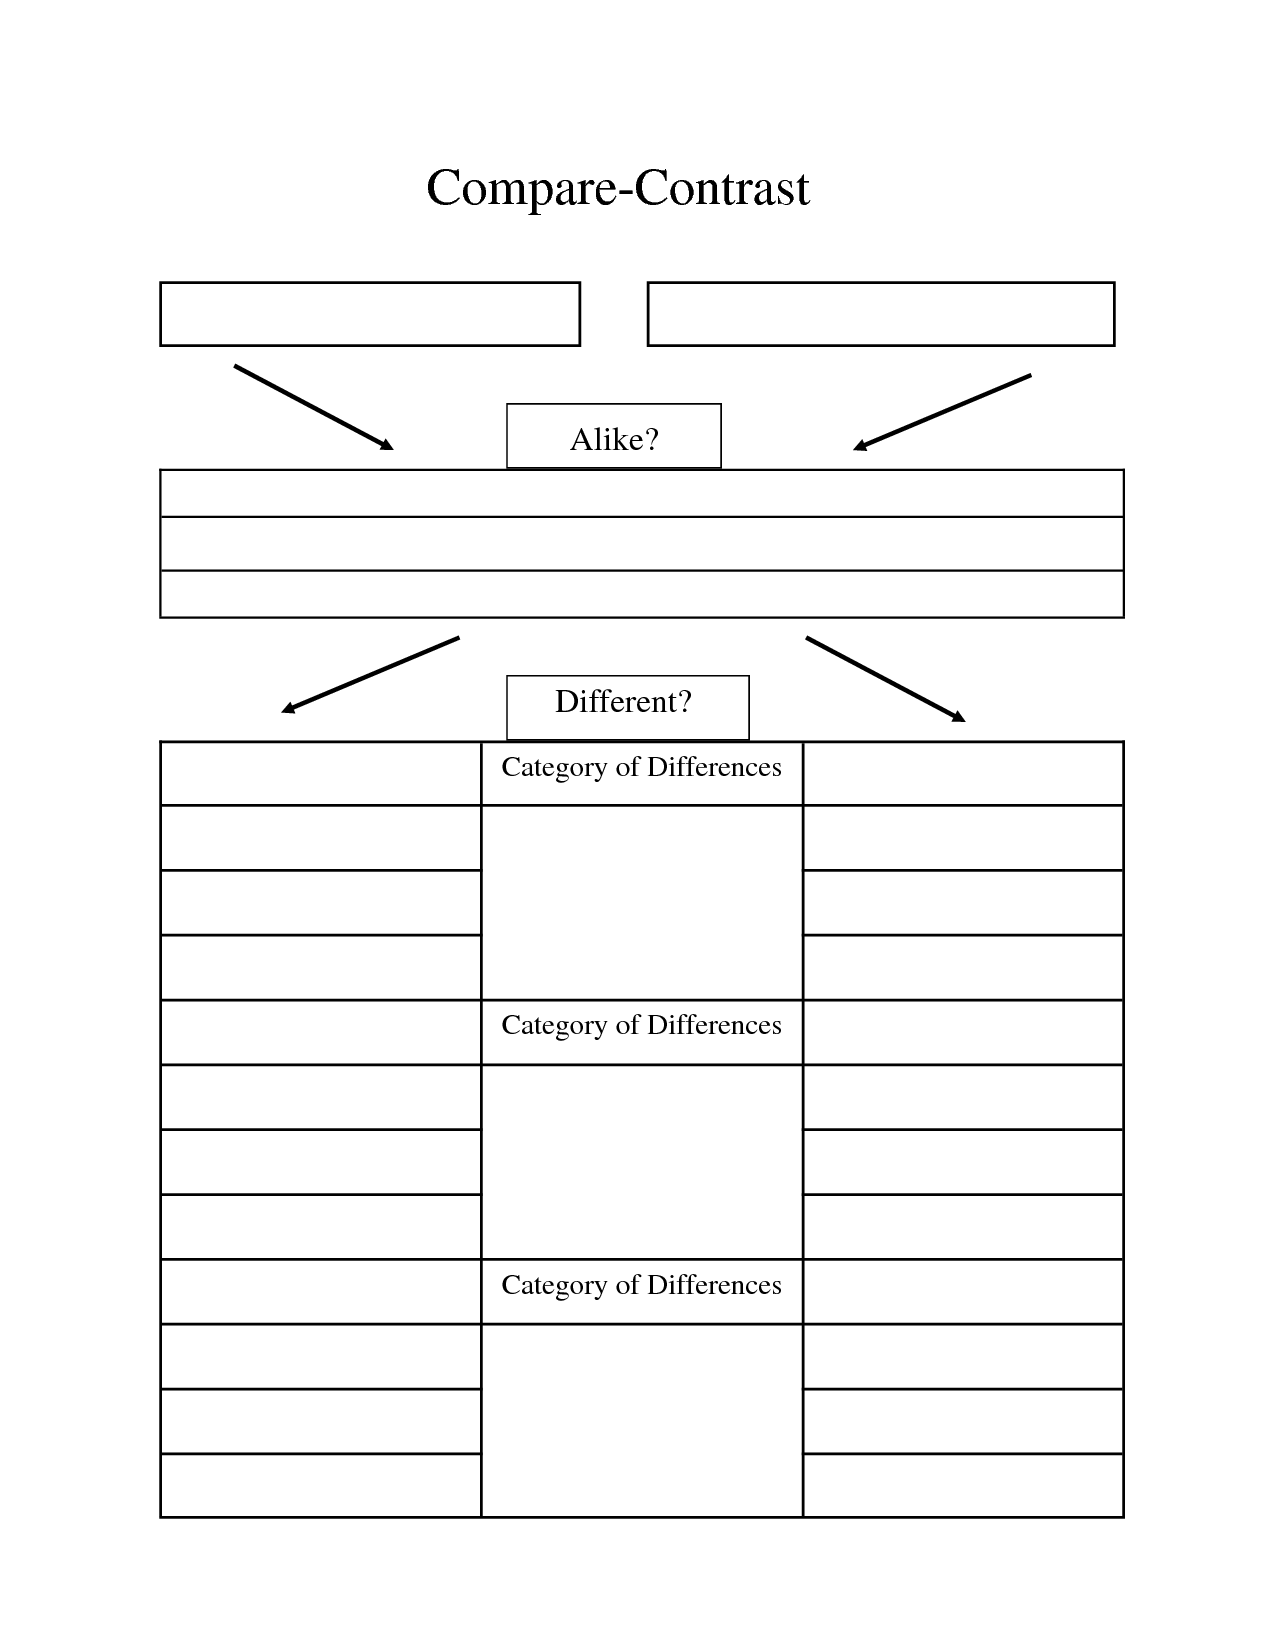 Compare-Contrast
Alike?
Different?
Category of Differences
Category of Differences
Category of Differences